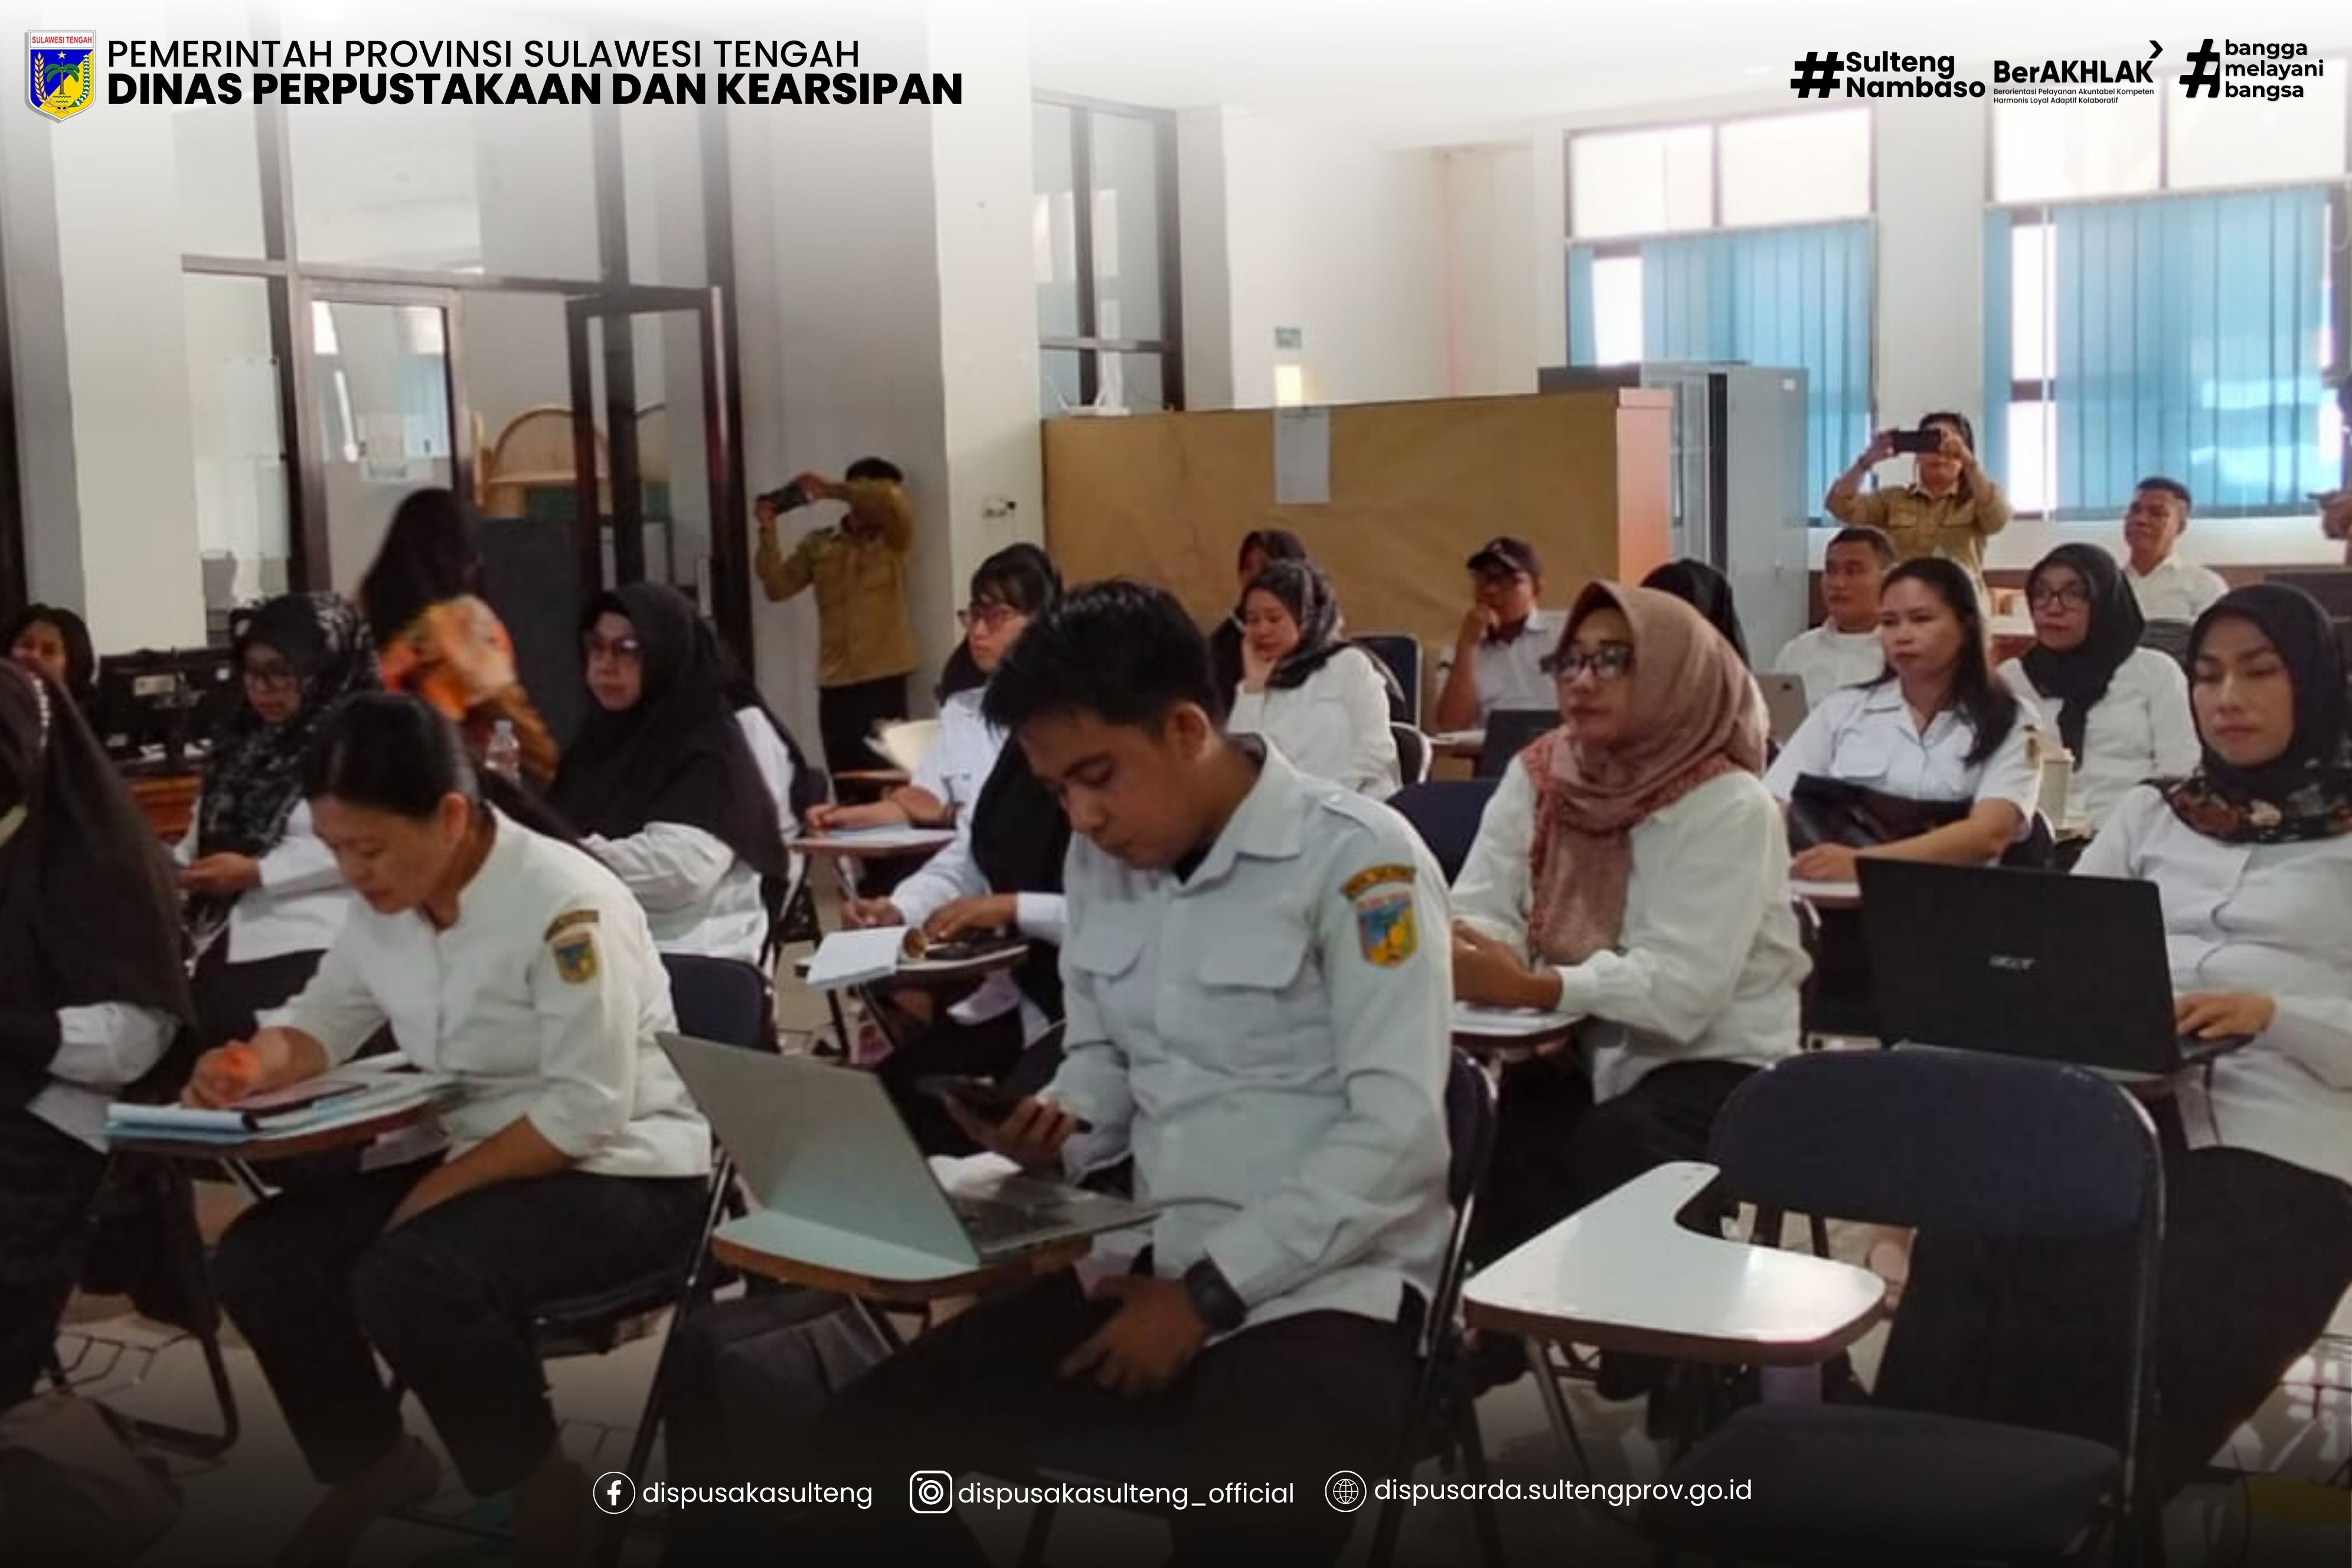 SULAWESI TENGAH
PEMERINTAH PROVINSI SULAWESI TENGAH
DINAS PERPUSTAKAAN DAN KEARSIPAN
#Sulteng
Nambaso
BerAKHLAK
Berorientasi Pelayanan Akuntabel Kompeten
Harmonis Loyal Adaptif Kolaboratif
#bangga
melayani
bangsa
acer
dispusakasulteng
dispusakasulteng_official
dispusarda.sultengprov.go.id